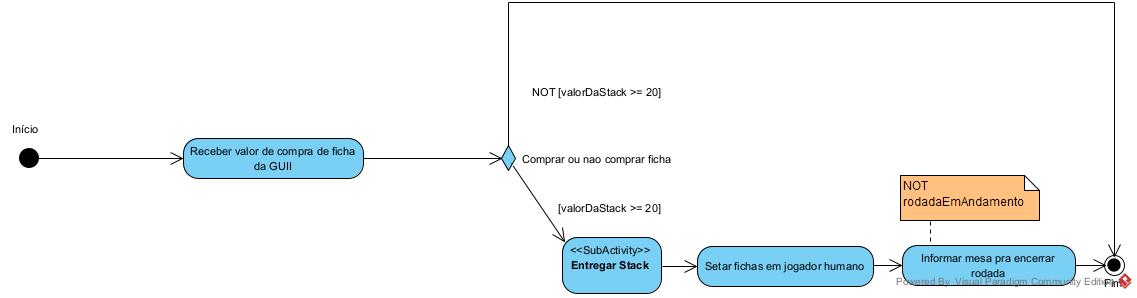 NOT [valorDaStack >= 20]
Início
Receber valor de compra de ficha
da GUII
Comprar ou nao comprar ficha
[valorDaStack >= 20]
NOT
rodadaEmAndamento
<<SubActivity>>
Entregar Stack
Setar fichas em jogador humano
Informar mesa pra encerrar
rodada
Powered By Visual Paradigm Community Edition
Fim